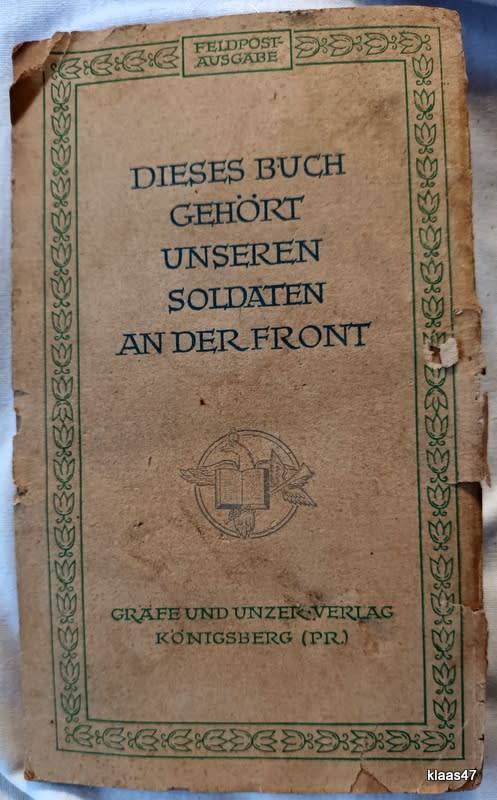 FELDPOST-
AUSGABE
DIESES BUCH
GEHÖRT
UNSEREN
SOLDATEN
AN DER FRONT
GRÄFE UND UNZER-VERLAG
KÖNIGSBERG (PR.)
klaas47